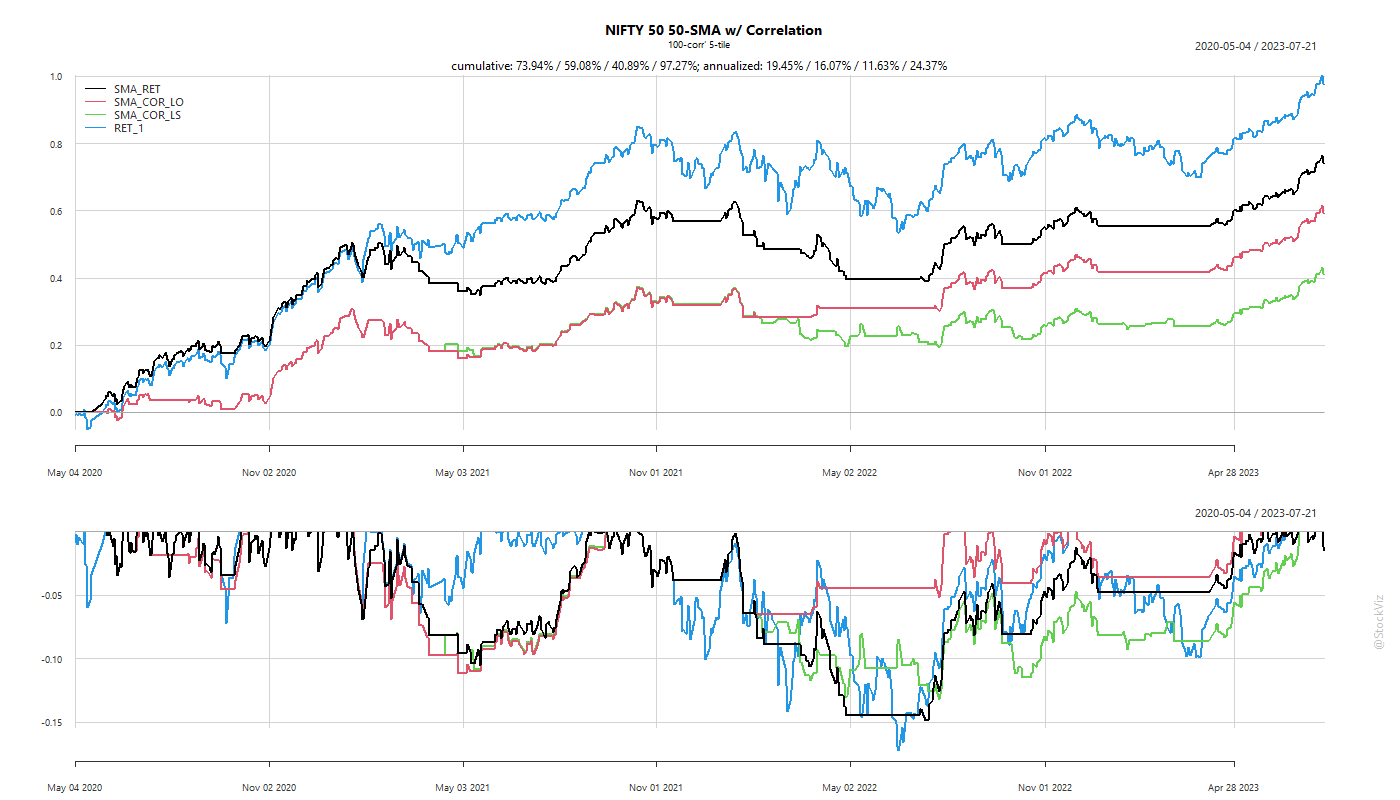 NIFTY 50 50-SMA w/ Correlation
100-corr' 5-tile
2020-05-04 / 2023-07-21
cumulative: 73.94% / 59.08% / 40.89% / 97.27%; annualized: 19.45% / 16.07% / 11.63% / 24.37%
SMA_RET
SMA_COR_LO
SMA_COR_LS
RET_1
1.0
0.8
0.6
0.4
0.2
0.0
May 04 2020 Nov 02 2020 May 03 2021 Nov 01 2021 May 02 2022 Nov 01 2022 Apr 28 2023
2020-05-04 / 2023-07-21
-0.05
-0.10
-0.15
May 04 2020 Nov 02 2020 May 03 2021 Nov 01 2021 May 02 2022 Nov 01 2022 Apr 28 2023
@StockViz